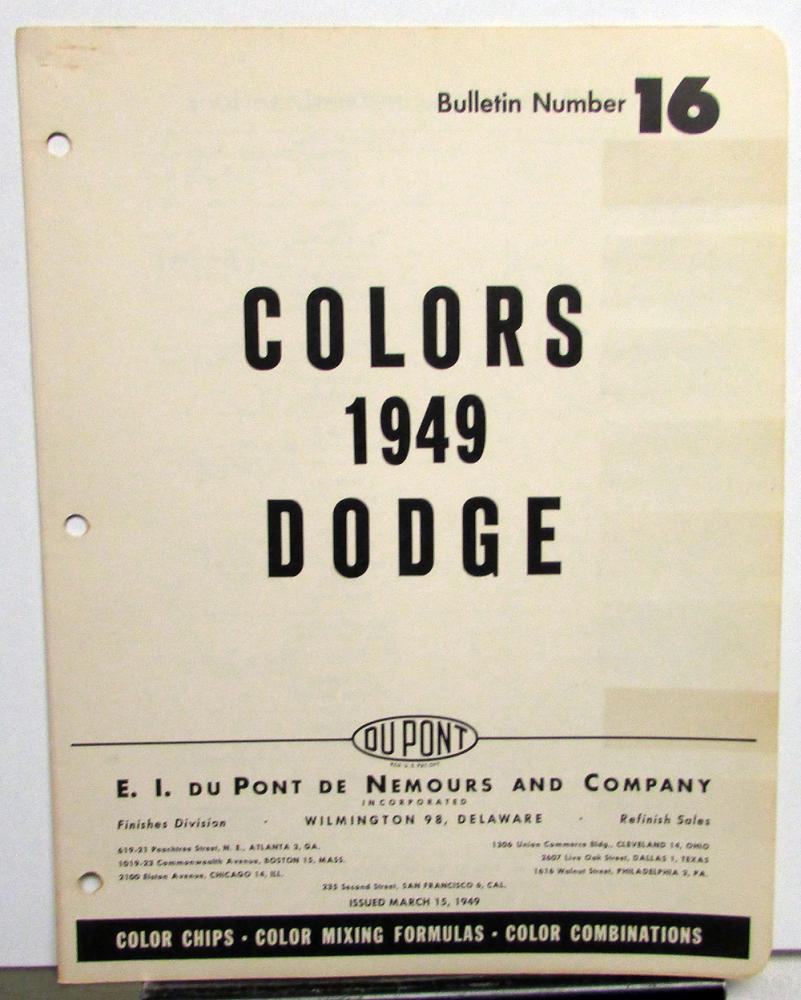 Bulletin Number 16
COLORS
1949
DODGE
DU PONT
REG. U.S. PAT. OFF.
E. I. DU PONT DE NEMOURS AND COMPANY
INCORPORATED
Finishes Division · WILMINGTON 98, DELAWARE · Refinish Sales
619-21 Peachtree Street, N. E., ATLANTA 3, GA. 1306 Union Commerce Bldg., CLEVELAND 14, OHIO
1019-23 Commonwealth Avenue, BOSTON 15, MASS. 2607 Live Oak Street, DALLAS 1, TEXAS
2100 Elston Avenue, CHICAGO 14, ILL. 1616 Walnut Street, PHILADELPHIA 3, PA.
235 Second Street, SAN FRANCISCO 6, CAL.
ISSUED MARCH 15, 1949
COLOR CHIPS · COLOR MIXING FORMULAS · COLOR COMBINATIONS